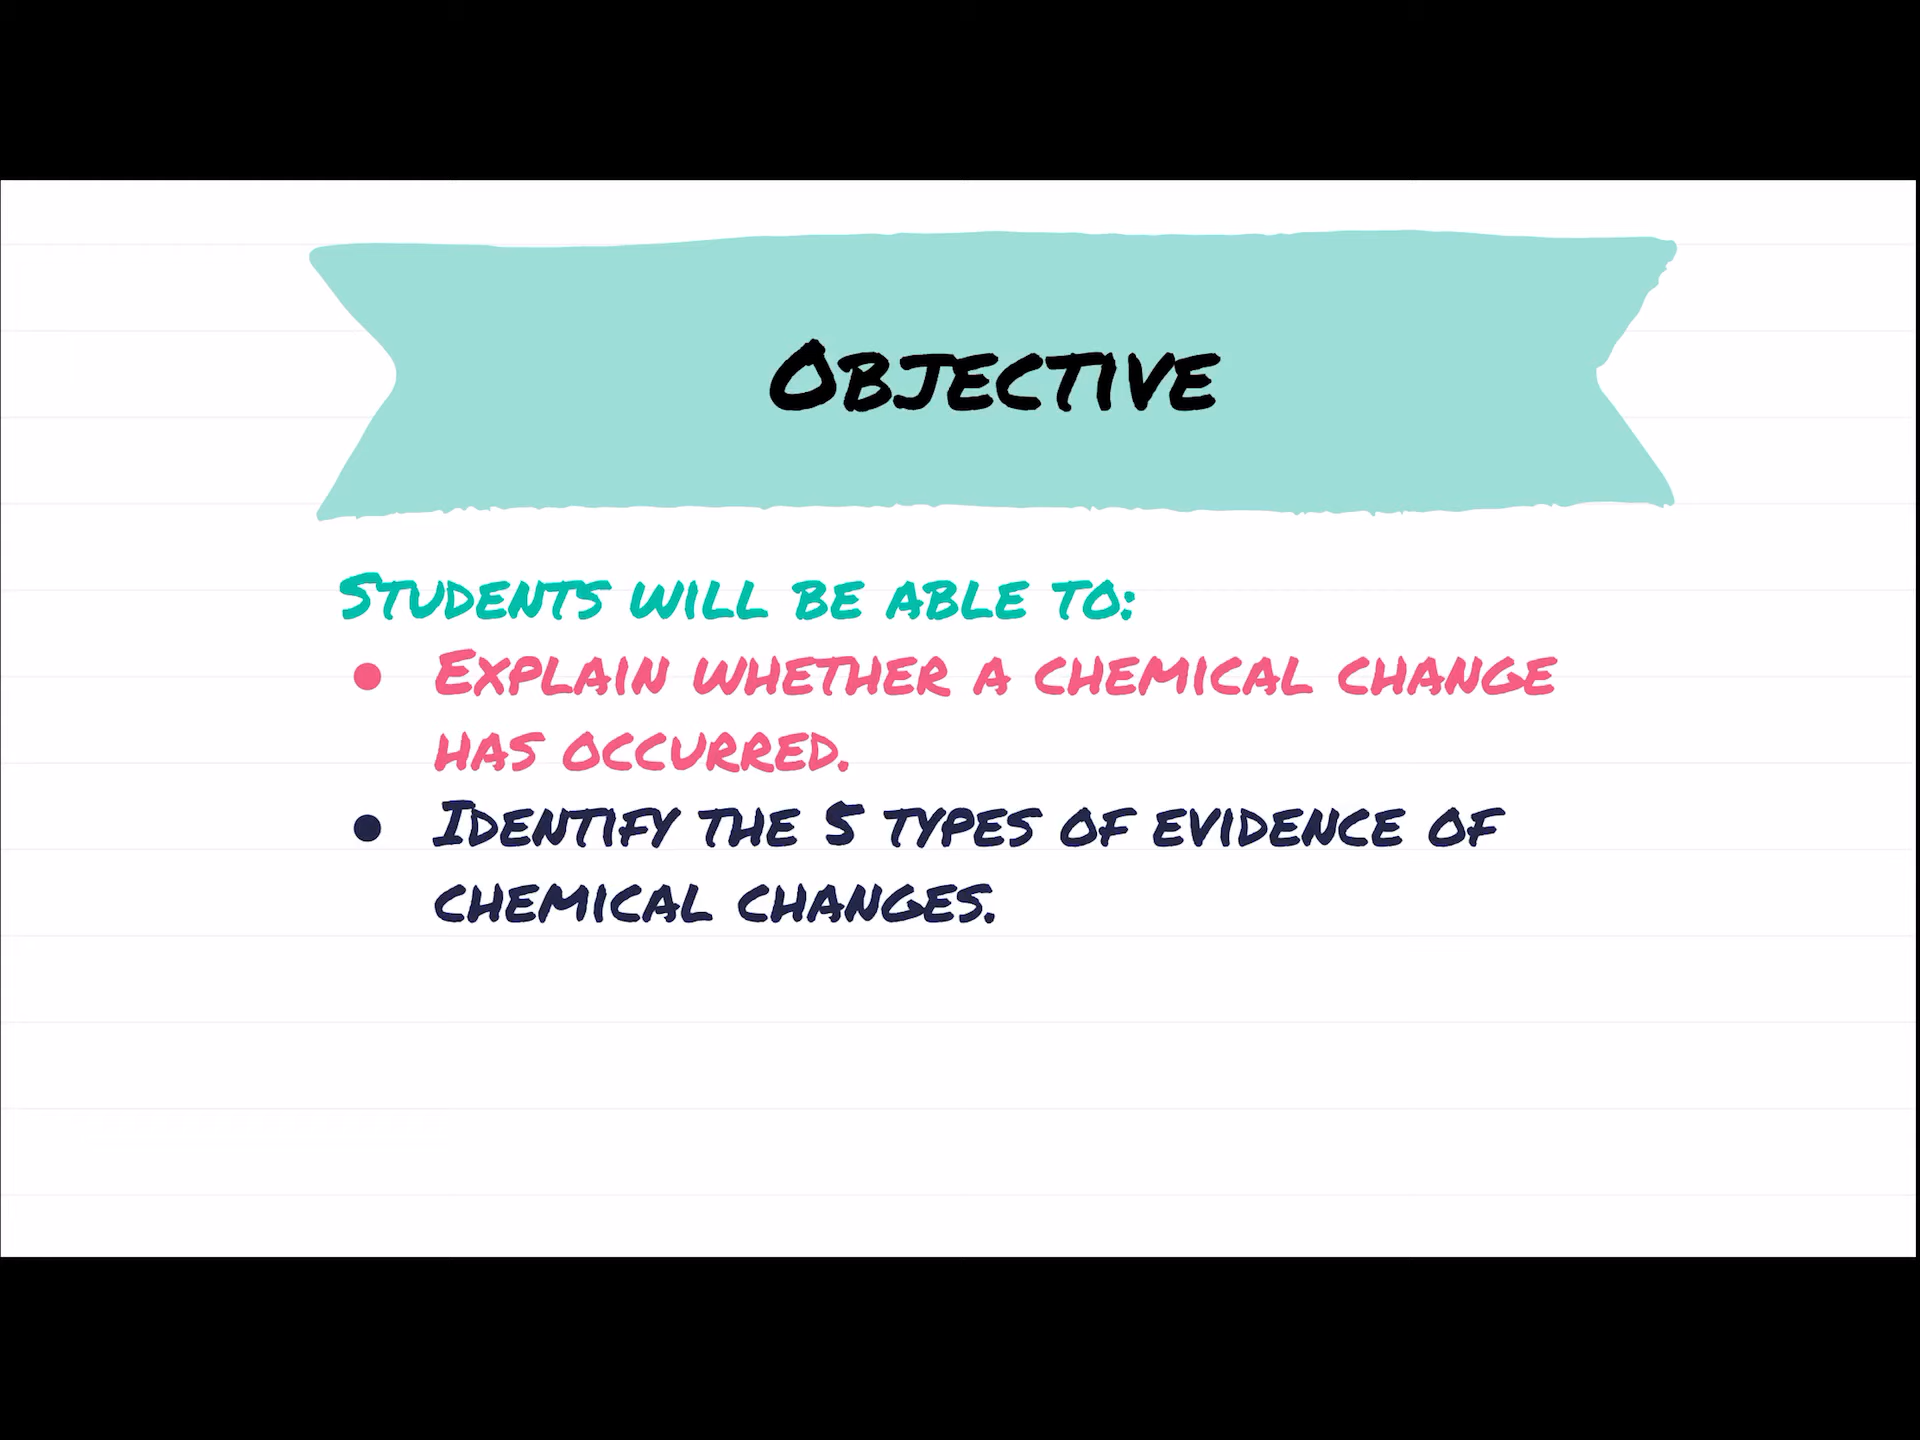 Objective
Students will be able to:
● Explain whether a chemical change
has occurred.
● Identify the 5 types of evidence of
chemical changes.